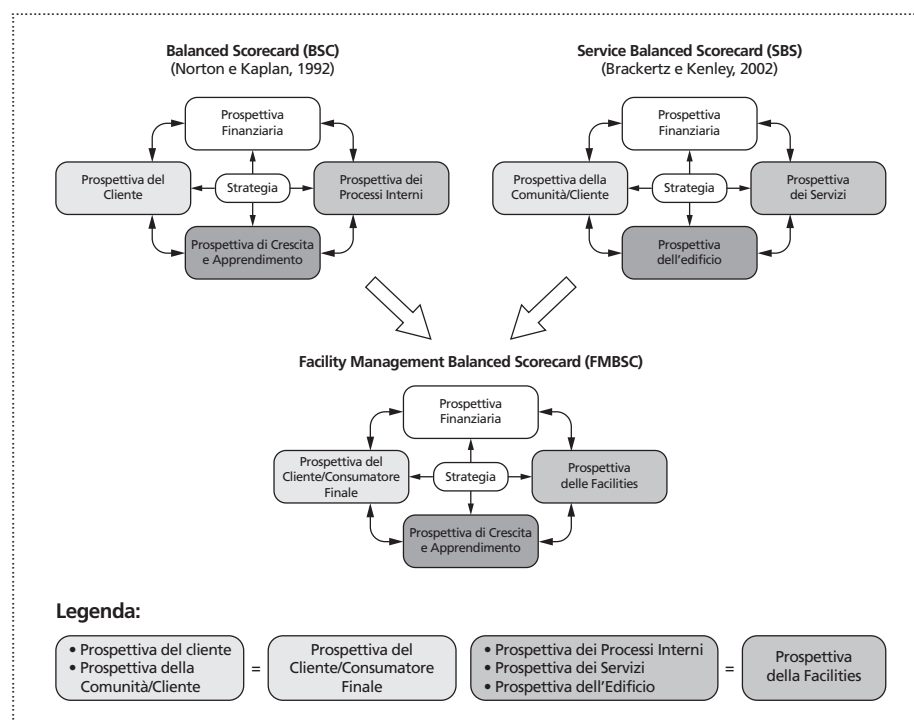 Balanced Scorecard (BSC)
(Norton e Kaplan, 1992)
Prospettiva
Finanziaria
Prospettiva del
Cliente
Strategia
Prospettiva dei
Processi Interni
Prospettiva di Crescita
e Apprendimento
Service Balanced Scorecard (SBS)
(Brackertz e Kenley, 2002)
Prospettiva
Finanziaria
Prospettiva della
Comunità/Cliente
Strategia
Prospettiva
dei Servizi
Prospettiva
dell'edificio
Facility Management Balanced Scorecard (FMBSC)
Prospettiva
Finanziaria
Prospettiva del
Cliente/Consumatore
Finale
Strategia
Prospettiva
delle Facilities
Prospettiva di Crescita
e Apprendimento
Legenda:
• Prospettiva del cliente
• Prospettiva della
Comunità/Cliente
=
Prospettiva del
Cliente/Consumatore
Finale
• Prospettiva dei Processi Interni
• Prospettiva dei Servizi
• Prospettiva dell'Edificio
=
Prospettiva
della Facilities